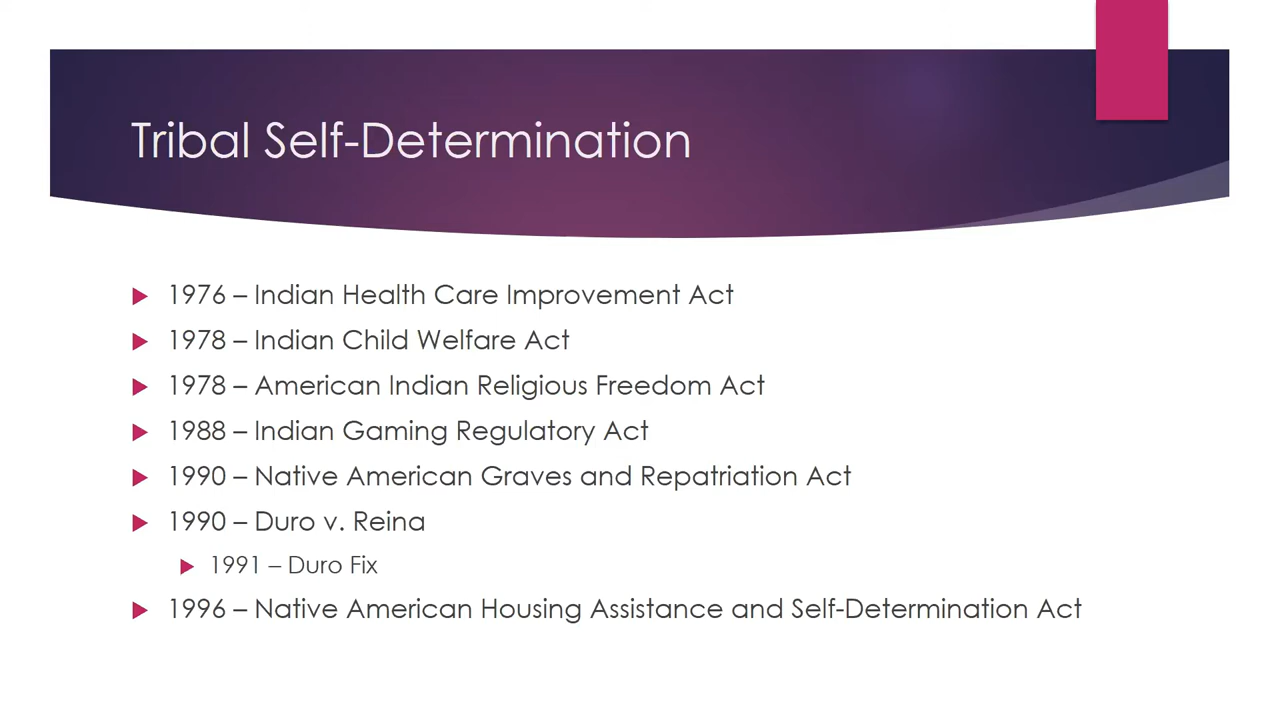 Tribal Self-Determination
1976 – Indian Health Care Improvement Act
1978 – Indian Child Welfare Act
1978 – American Indian Religious Freedom Act
1988 – Indian Gaming Regulatory Act
1990 – Native American Graves and Repatriation Act
1990 – Duro v. Reina
1991 – Duro Fix
1996 – Native American Housing Assistance and Self-Determination Act